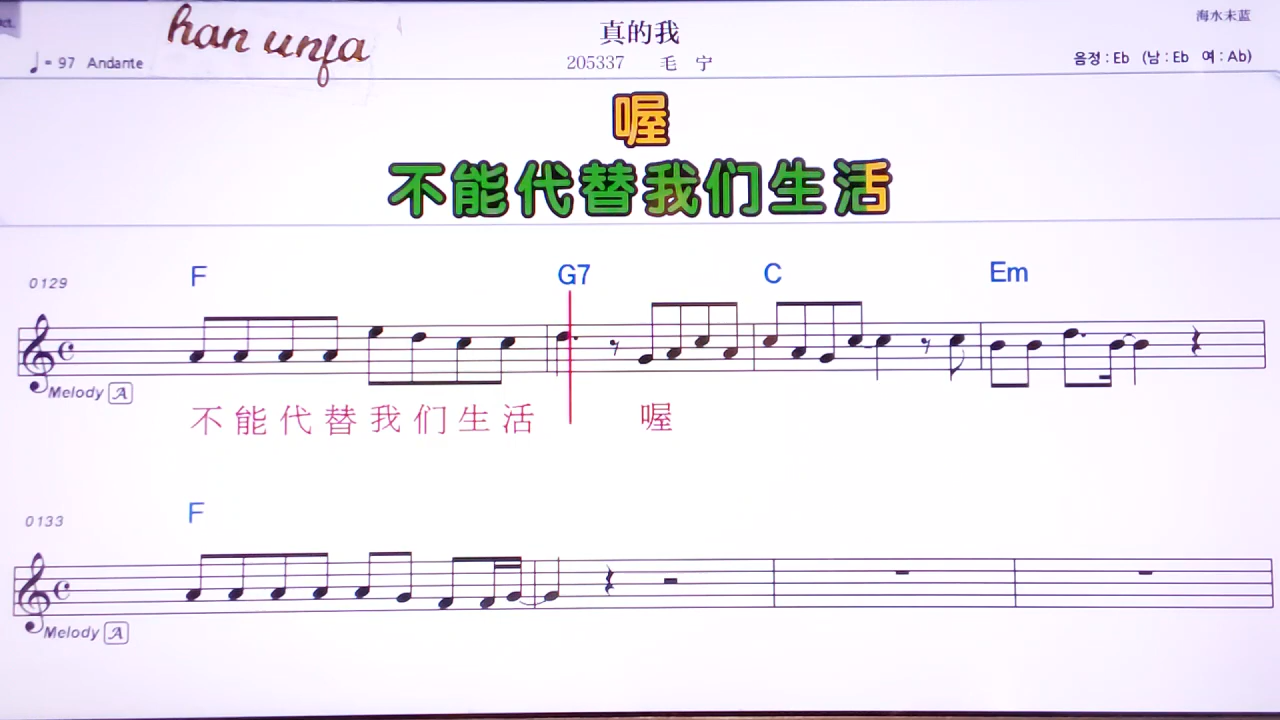 ct.
han unfa
真的我
海水未蓝
= 97 Andante
205337 毛 宁
음정 : Eb (남 : Eb 여 : Ab)
喔
不能代替我们生活
0129
F G7 C Em
Melody A
不能代替我们生活 喔
0133
F
Melody A